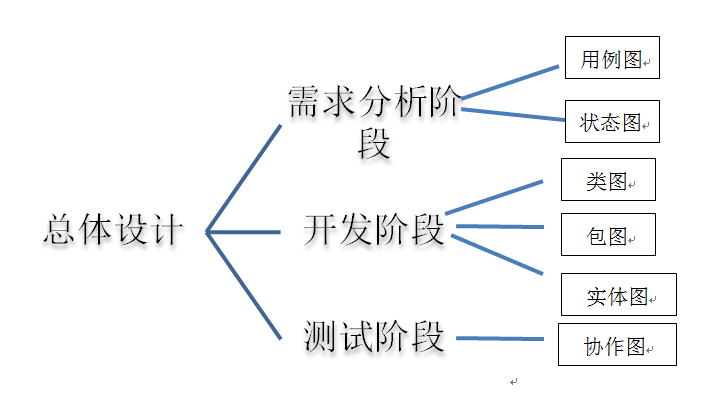 总体设计
需求分析阶
段
用例图
状态图
开发阶段
类图
包图
实体图
测试阶段
协作图